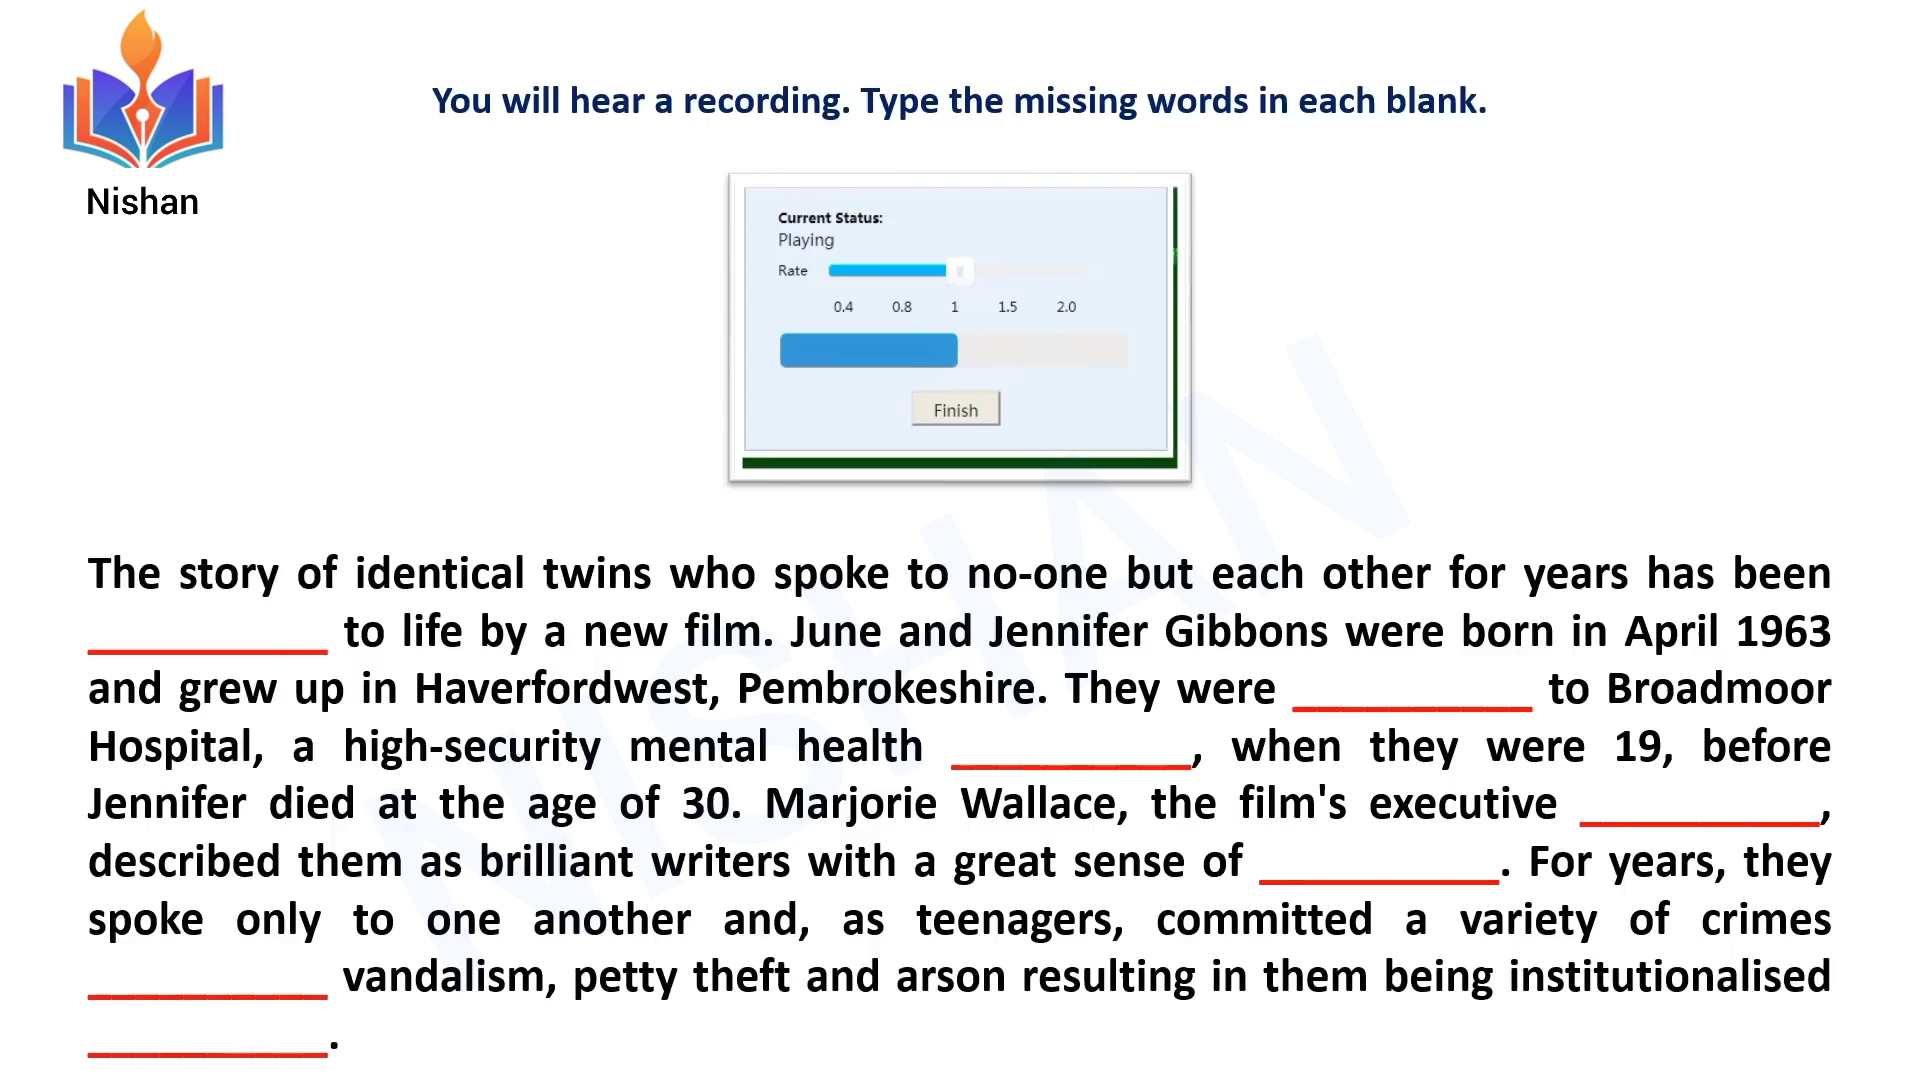 You will hear a recording. Type the missing words in each blank.
Nishan
Current Status:
Playing
Rate
0.4 0.8 1 1.5 2.0
Finish
NISHAN
The story of identical twins who spoke to no-one but each other for years has been
__________ to life by a new film. June and Jennifer Gibbons were born in April 1963
and grew up in Haverfordwest, Pembrokeshire. They were __________ to Broadmoor
Hospital, a high-security mental health __________, when they were 19, before
Jennifer died at the age of 30. Marjorie Wallace, the film's executive __________,
described them as brilliant writers with a great sense of __________. For years, they
spoke only to one another and, as teenagers, committed a variety of crimes
__________ vandalism, petty theft and arson resulting in them being institutionalised
__________.